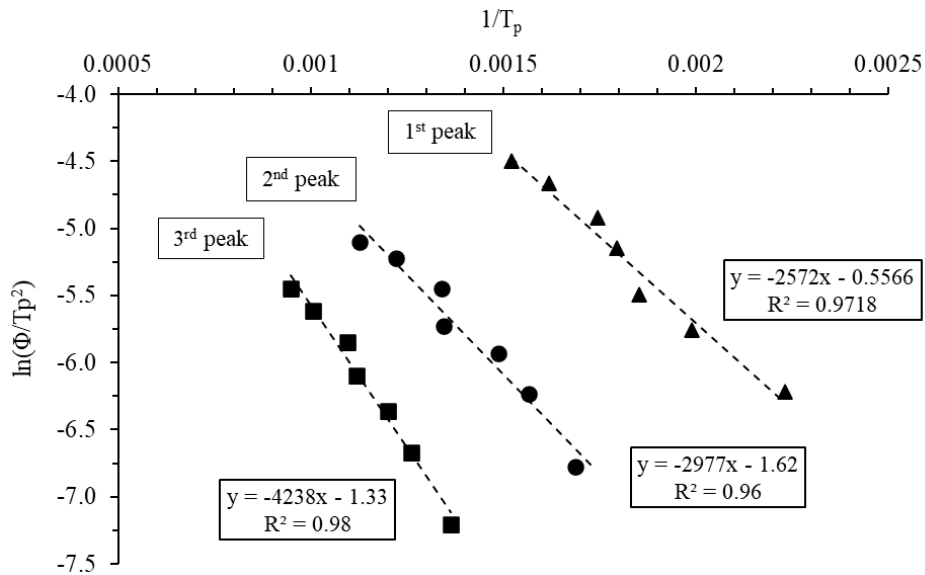 1/Tₚ
0.0005 0.001 0.0015 0.002 0.0025
-4.0
1ˢᵗ peak
-4.5
2ⁿᵈ peak
-5.0
3ʳᵈ peak
y = -2572x - 0.5566
R² = 0.9718
-5.5
ln(Φ/Tp²)
-6.0
-6.5
y = -2977x - 1.62
R² = 0.96
y = -4238x - 1.33
R² = 0.98
-7.0
-7.5